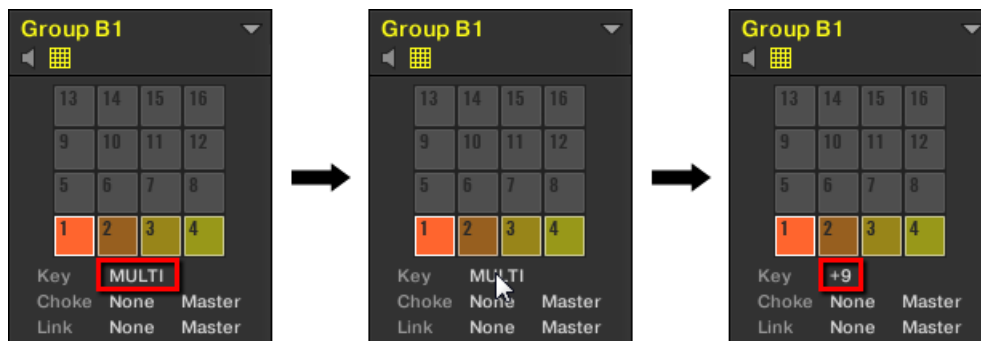 Group B1
13 14 15 16
9 10 11 12
5 6 7 8
1 2 3 4
Key MULTI
Choke None Master
Link None Master
Group B1
13 14 15 16
9 10 11 12
5 6 7 8
1 2 3 4
Key MULTI
Choke None Master
Link None Master
Group B1
13 14 15 16
9 10 11 12
5 6 7 8
1 2 3 4
Key +9
Choke None Master
Link None Master